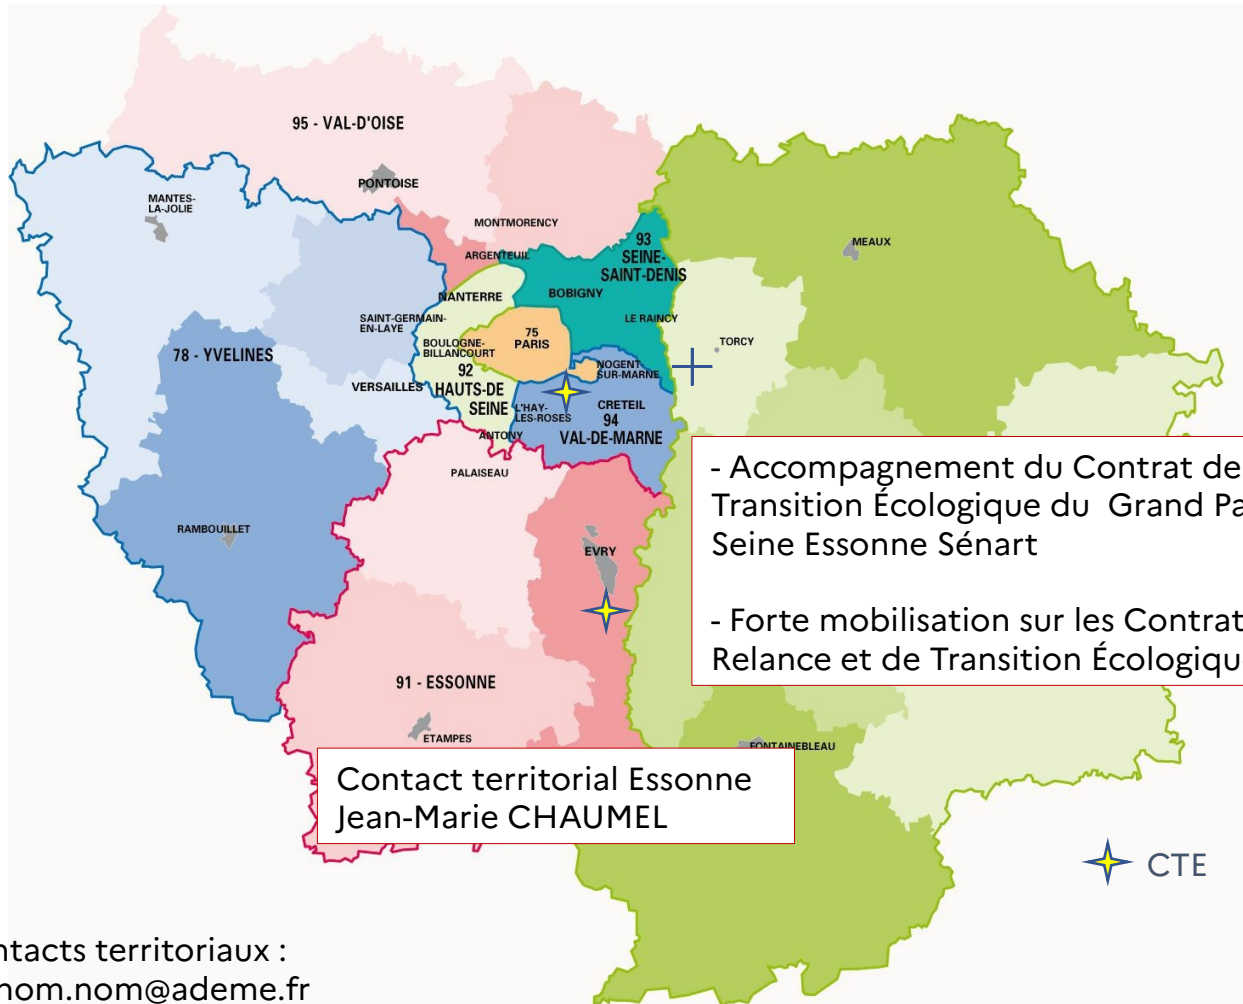 95 - VAL-D'OISE
PONTOISE
MANTES-
LA-JOLIE
MONTMORENCY
ARGENTEUIL
93
SEINE-
SAINT-DENIS
MEAUX
NANTERRE
BOBIGNY
SAINT-GERMAIN-
EN-LAYE
LE RAINCY
75
PARIS
TORCY
BOULOGNE-
BILLANCOURT
78 - YVELINES
92
HAUTS-DE
SEINE
NOGENT
SUR-MARNE
VERSAILLES
L'HAY-
LES-ROSES
CRETEIL
94
VAL-DE-MARNE
ANTONY
PALAISEAU
- Accompagnement du Contrat de
Transition Écologique du Grand Pa
Seine Essonne Sénart
- Forte mobilisation sur les Contrat
Relance et de Transition Écologiqu
RAMBOUILLET
EVRY
91 - ESSONNE
ETAMPES
FONTAINEBLEAU
Contact territorial Essonne
Jean-Marie CHAUMEL
CTE
ntacts territoriaux :
nom.nom@ademe.fr